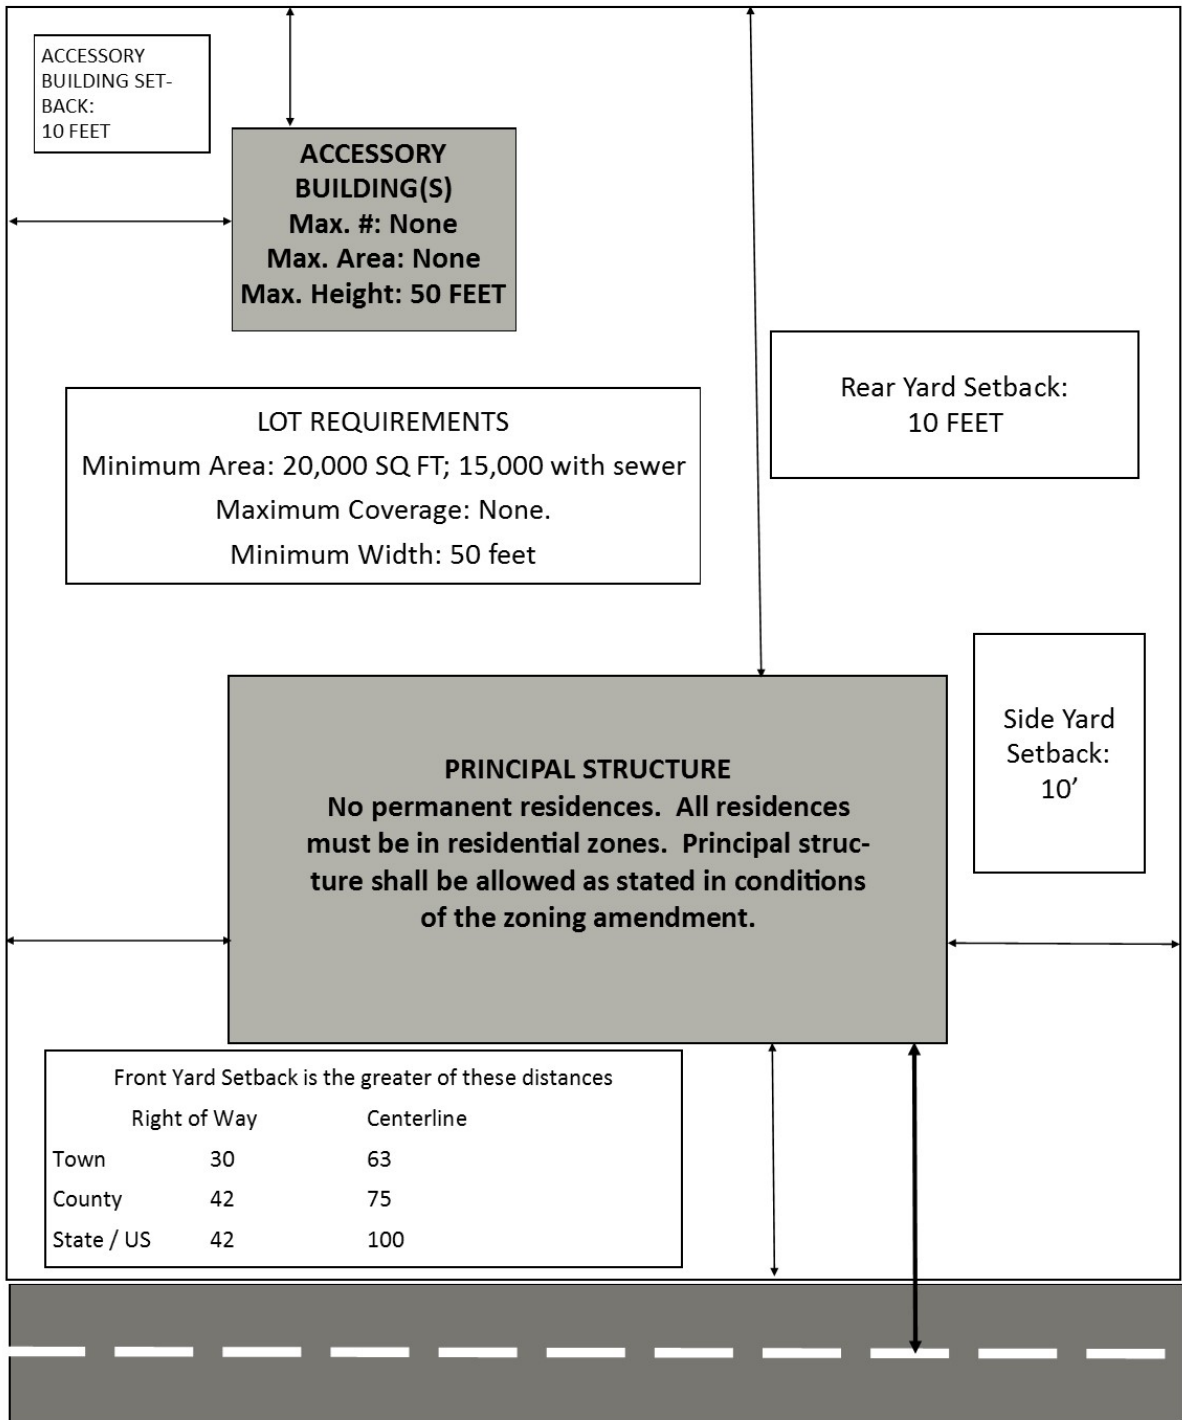 ACCESSORY
BUILDING SET-
BACK:
10 FEET
ACCESSORY
BUILDING(S)
Max. #: None
Max. Area: None
Max. Height: 50 FEET
Rear Yard Setback:
10 FEET
LOT REQUIREMENTS
Minimum Area: 20,000 SQ FT; 15,000 with sewer
Maximum Coverage: None.
Minimum Width: 50 feet
Side Yard
Setback:
10’
PRINCIPAL STRUCTURE
No permanent residences.  All residences
must be in residential zones.  Principal struc-
ture shall be allowed as stated in conditions
of the zoning amendment.
Front Yard Setback is the greater of these distances
Right of Way Centerline
Town 30 63
County 42 75
State / US 42 100